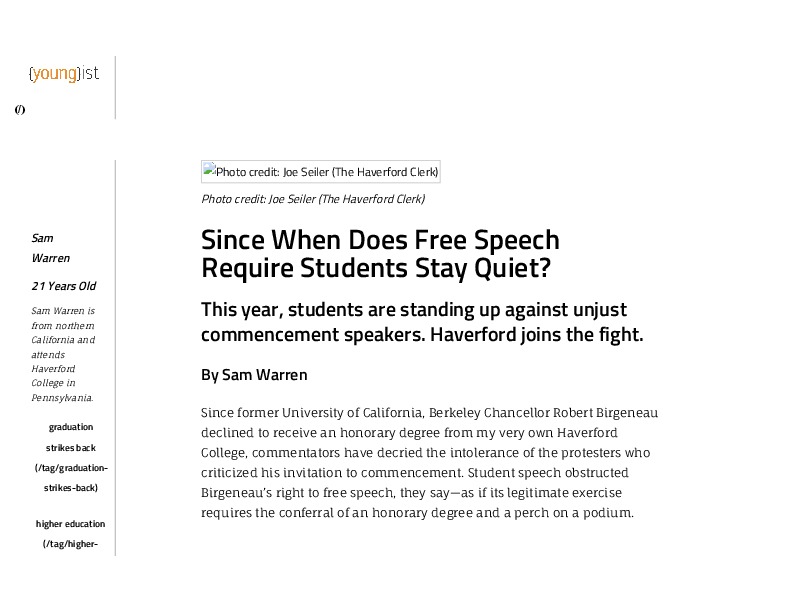 {young}ist
(/)
Photo credit: Joe Seiler (The Haverford Clerk)
Photo credit: Joe Seiler (The Haverford Clerk)
Since When Does Free Speech
Require Students Stay Quiet?
This year, students are standing up against unjust
commencement speakers. Haverford joins the fight.
By Sam Warren
Since former University of California, Berkeley Chancellor Robert Birgeneau
declined to receive an honorary degree from my very own Haverford
College, commentators have decried the intolerance of the protesters who
criticized his invitation to commencement. Student speech obstructed
Birgeneau's right to free speech, they say—as if its legitimate exercise
requires the conferral of an honorary degree and a perch on a podium.
Sam
Warren
21 Years Old
Sam Warren is
from northern
California and
attends
Haverford
College in
Pennsylvania.
graduation
strikes back
(/tag/graduation-
strikes-back)
higher education
(/tag/higher-